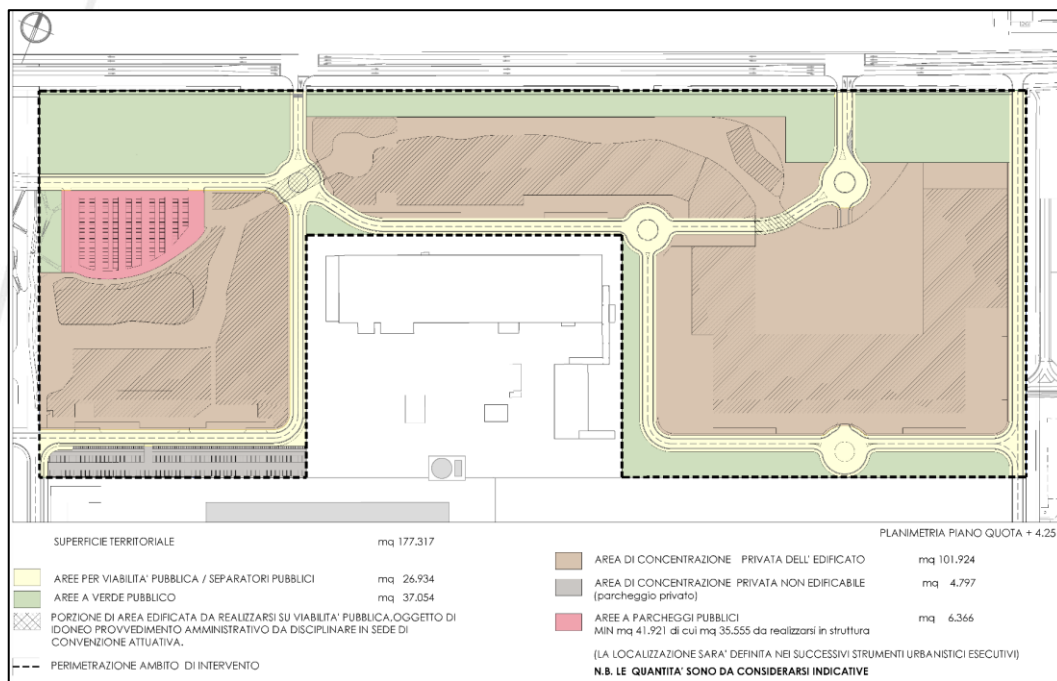 PLANIMETRIA PIANO QUOTA + 4.25
SUPERFICIE TERRITORIALE mq 177.317
AREE PER VIABILITA' PUBBLICA / SEPARATORI PUBBLICI mq 26.934
AREE A VERDE PUBBLICO mq 37.054
PORZIONE DI AREA EDIFICATA DA REALIZZARSI SU VIABILITA' PUBBLICA, OGGETTO DI
IDONEO PROVVEDIMENTO AMMINISTRATIVO DA DISCIPLINARE IN SEDE DI
CONVENZIONE ATTUATIVA.
PERIMETRAZIONE AMBITO DI INTERVENTO
AREA DI CONCENTRAZIONE PRIVATA DELL' EDIFICATO mq 101.924
AREA DI CONCENTRAZIONE PRIVATA NON EDIFICABILE mq 4.797
(parcheggio privato)
AREE A PARCHEGGI PUBBLICI mq 6.366
MIN mq 41.921 di cui mq 35.555 da realizzarsi in struttura
(LA LOCALIZZAZIONE SARA' DEFINITA NEI SUCCESSIVI STRUMENTI URBANISTICI ESECUTIVI)
N.B. LE QUANTITA' SONO DA CONSIDERARSI INDICATIVE